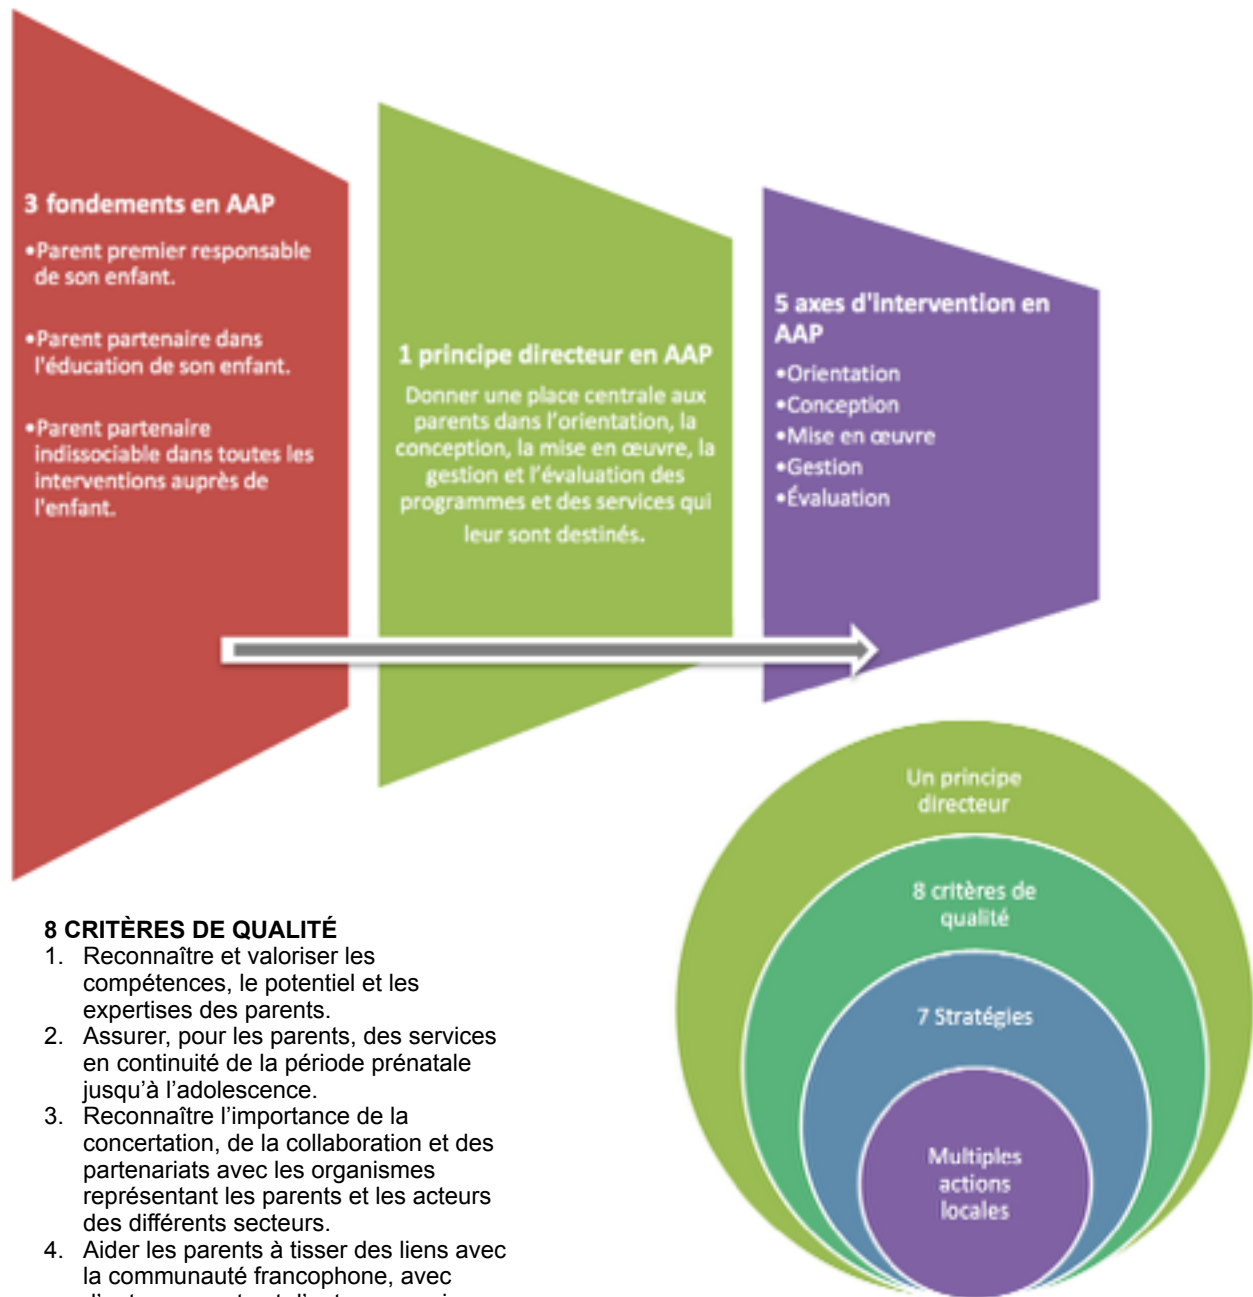 3 fondements en AAP
•Parent premier responsable
de son enfant.
•Parent partenaire dans
l'éducation de son enfant.
•Parent partenaire
indissociable dans toutes les
interventions auprès de
l'enfant.
1 principe directeur en AAP
Donner une place centrale aux
parents dans l'orientation, la
conception, la mise en œuvre, la
gestion et l'évaluation des
programmes et des services qui
leur sont destinés.
5 axes d'intervention en
AAP
•Orientation
•Conception
•Mise en œuvre
•Gestion
•Évaluation
Un principe
directeur
8 critères de
qualité
7 Stratégies
Multiples
actions
locales
8 CRITÈRES DE QUALITÉ
1. Reconnaître et valoriser les
compétences, le potentiel et les
expertises des parents.
2. Assurer, pour les parents, des services
en continuité de la période prénatale
jusqu'à l'adolescence.
3. Reconnaître l'importance de la
concertation, de la collaboration et des
partenariats avec les organismes
représentant les parents et les acteurs
des différents secteurs.
4. Aider les parents à tisser des liens avec
la communauté francophone, avec